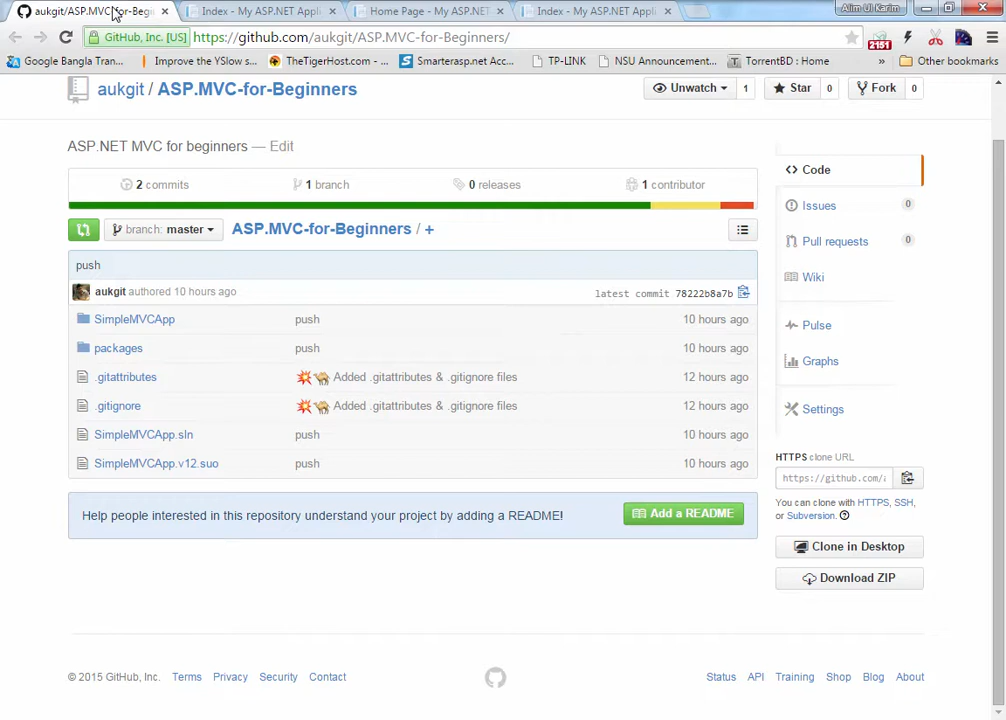 aukgit/ASP.MVC-for-Begi
Index - My ASP.NET Appli
Home Page - My ASP.NET
Index - My ASP.NET Appli
Alim Ul Karim
GitHub, Inc. [US]
https://github.com/aukgit/ASP.MVC-for-Beginners/
2151
Google Bangla Tran...
Improve the YSlow s...
TheTigerHost.com - ...
Smarterasp.net Acc...
TP-LINK
NSU Announcement...
TorrentBD : Home
»
Other bookmarks
aukgit / ASP.MVC-for-Beginners
Unwatch 1
Star 0
Fork 0
ASP.NET MVC for beginners — Edit
2 commits
1 branch
0 releases
1 contributor
branch: master
ASP.MVC-for-Beginners / +
push
aukgit authored 10 hours ago
latest commit 78222b8a7b
SimpleMVCApp push 10 hours ago
packages push 10 hours ago
.gitattributes Added .gitattributes & .gitignore files 12 hours ago
.gitignore Added .gitattributes & .gitignore files 12 hours ago
SimpleMVCApp.sln push 10 hours ago
SimpleMVCApp.v12.suo push 10 hours ago
Help people interested in this repository understand your project by adding a README!
Add a README
Code
Issues 0
Pull requests 0
Wiki
Pulse
Graphs
Settings
HTTPS clone URL
https://github.com/a
You can clone with HTTPS, SSH,
or Subversion.
Clone in Desktop
Download ZIP
© 2015 GitHub, Inc. Terms Privacy Security Contact
Status API Training Shop Blog About